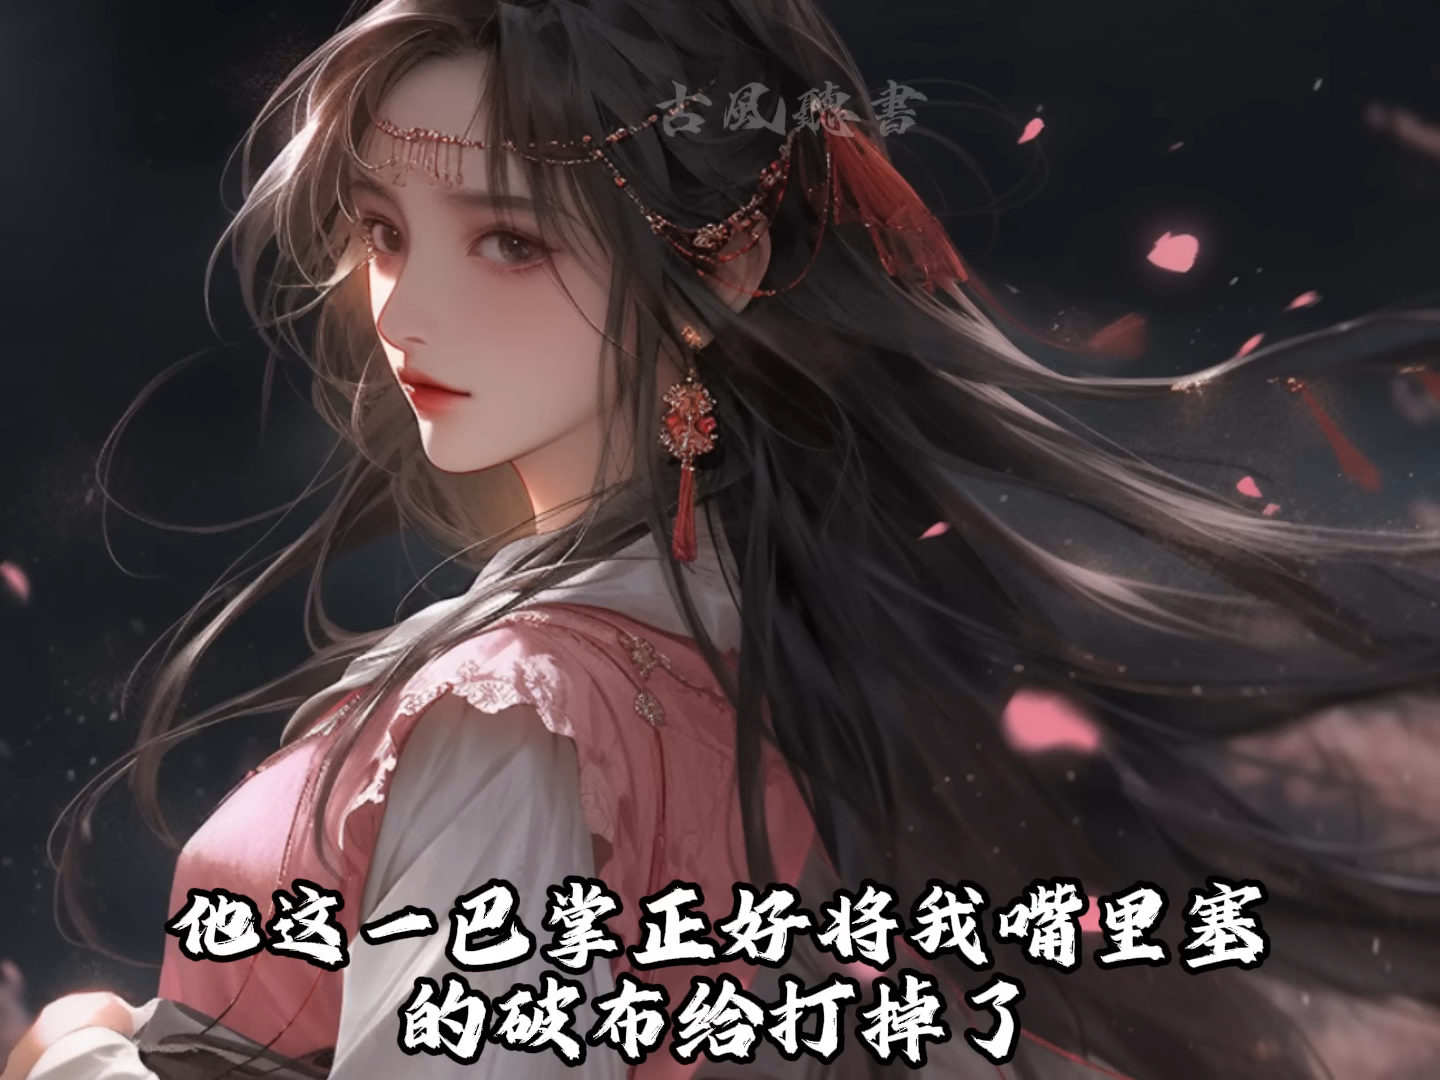 古風聽書
他这一巴掌正好将我嘴里塞
的破布给打掉了